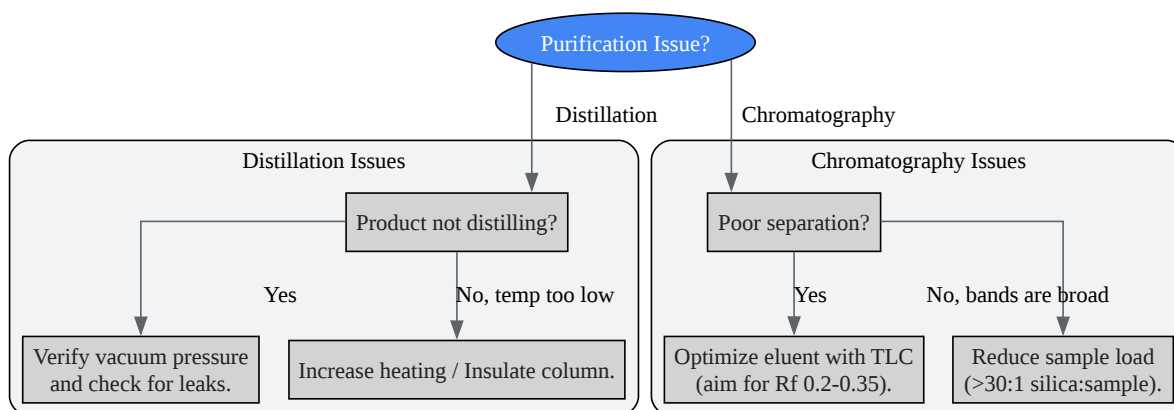 Purification Issue?
Distillation
Chromatography
Distillation Issues
Chromatography Issues
Product not distilling?
Poor separation?
Yes
No, temp too low
Yes
No, bands are broad
Verify vacuum pressure
and check for leaks.
Increase heating / Insulate column.
Optimize eluent with TLC
(aim for Rf 0.2-0.35).
Reduce sample load
(>30:1 silica:sample).